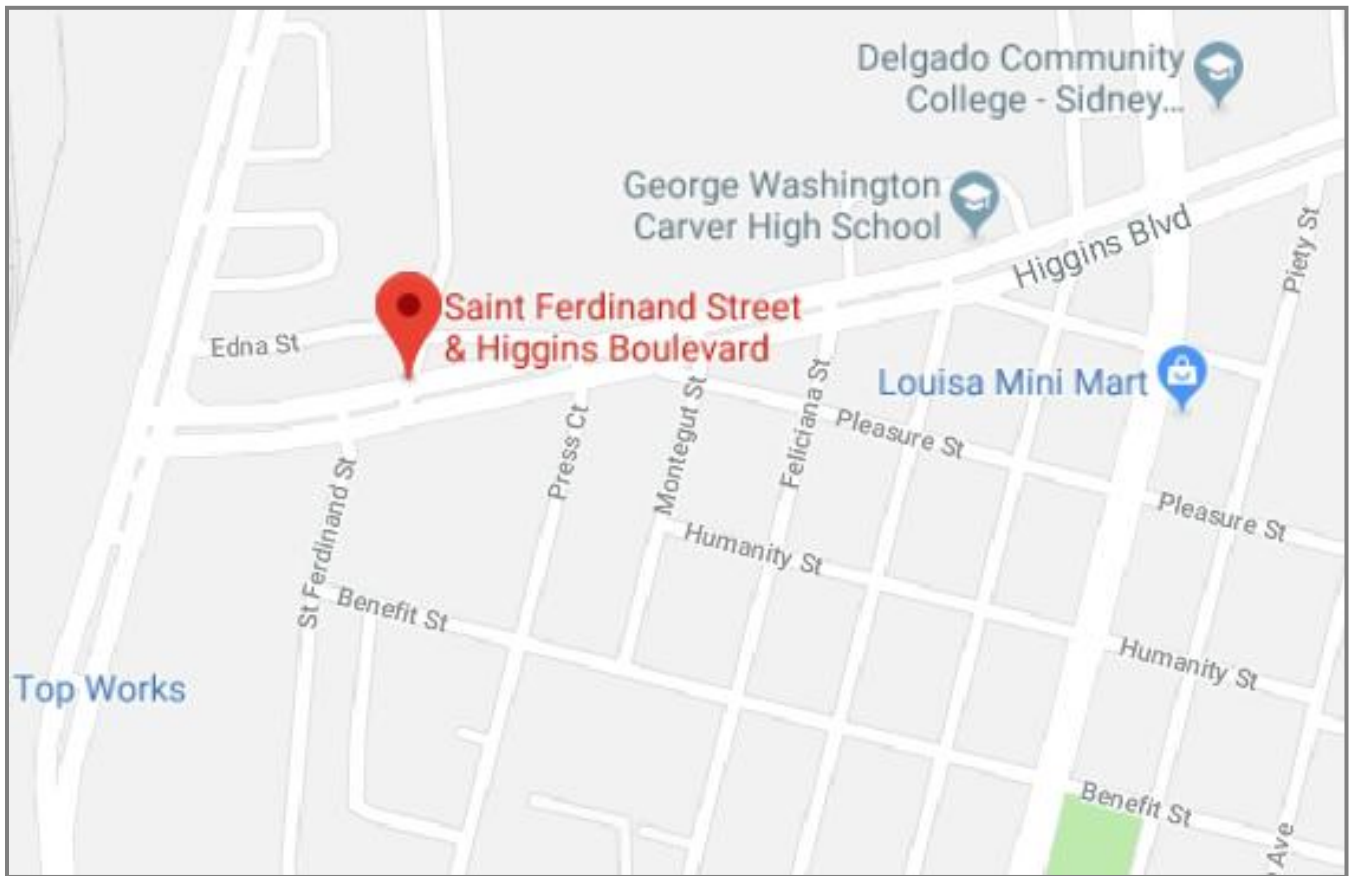 Delgado Community
College - Sidney...
George Washington
Carver High School
Higgins Blvd
Piety St
Saint Ferdinand Street
& Higgins Boulevard
Edna St
Louisa Mini Mart
Press Ct
Montegut St
Feliciana St
Pleasure St
Pleasure St
St Ferdinand St
Humanity St
Benefit St
Humanity St
Top Works
Benefit St
Ave